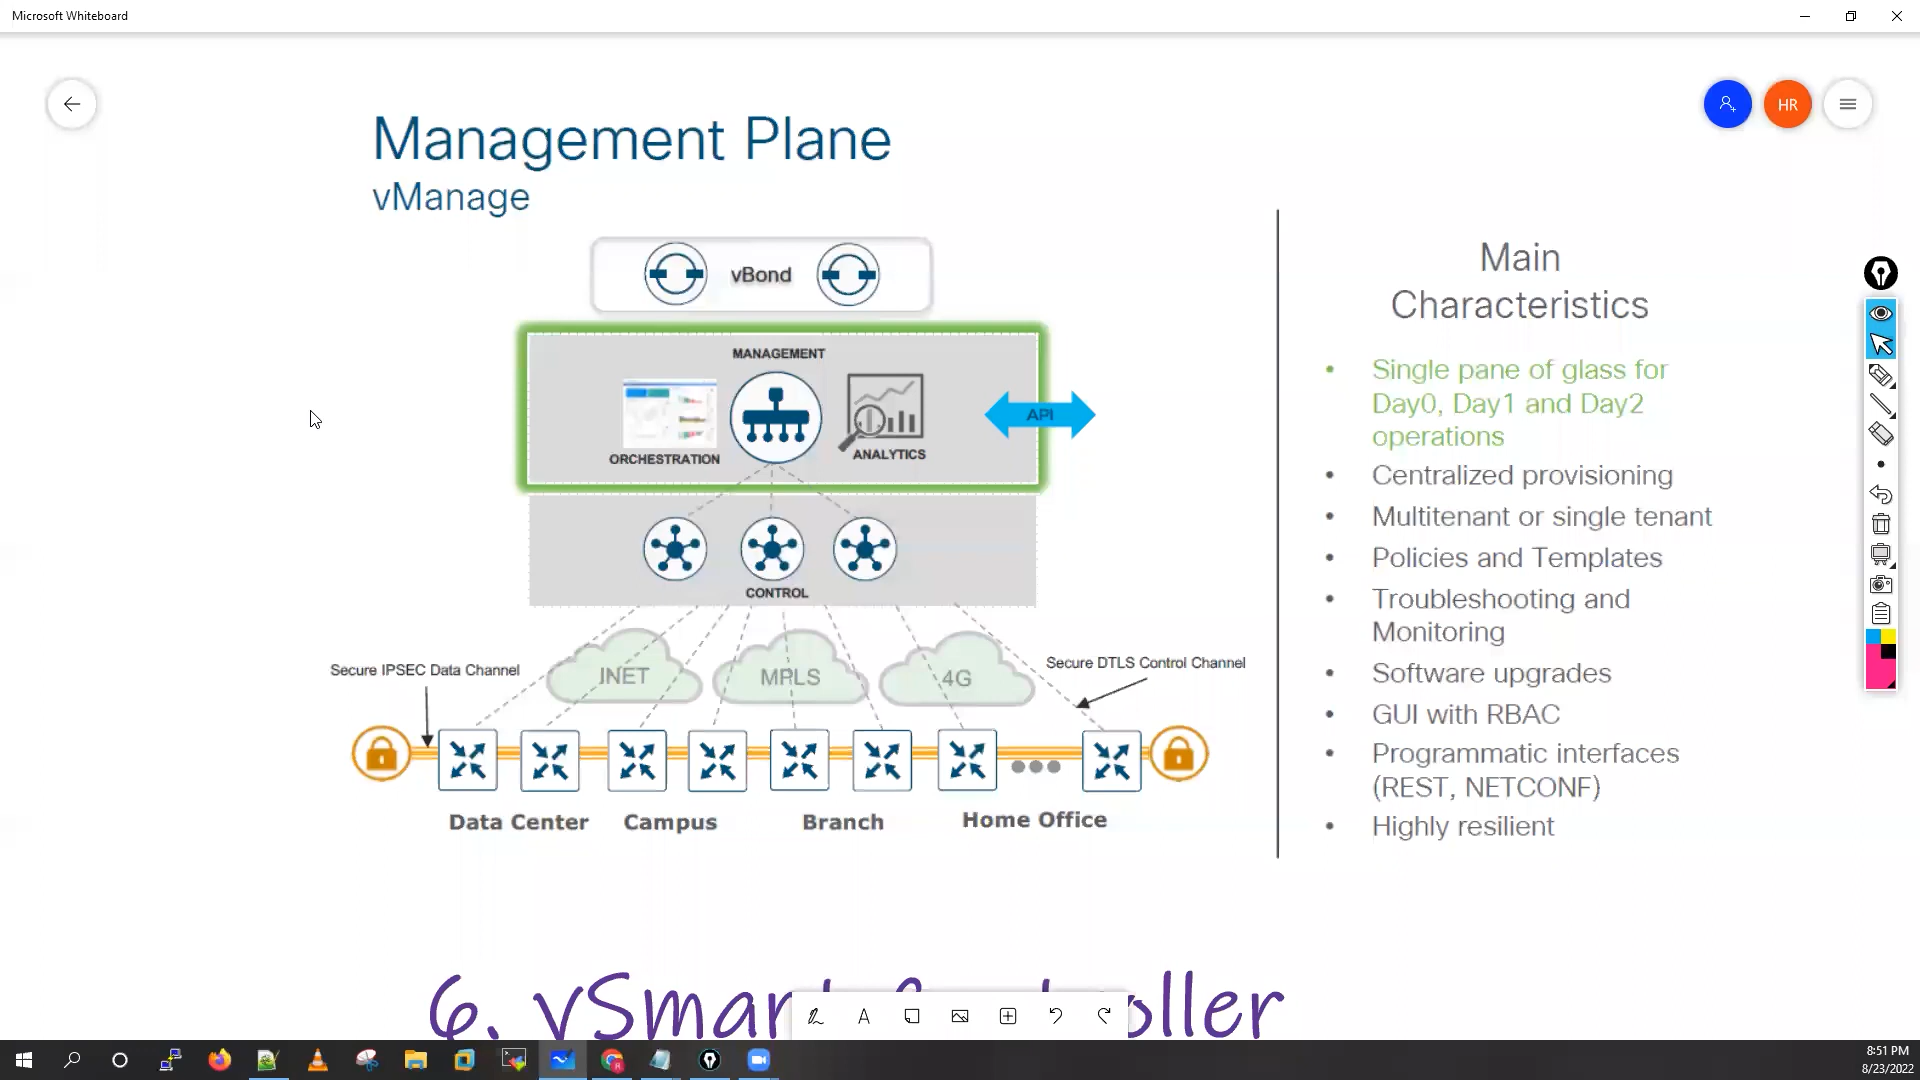 Microsoft Whiteboard
HR
Management Plane
vManage
vBond
MANAGEMENT
ORCHESTRATION
ANALYTICS
API
CONTROL
Secure IPSEC Data Channel
INET
MPLS
4G
Secure DTLS Control Channel
Data Center
Campus
Branch
Home Office
Main
Characteristics
• Single pane of glass for
Day0, Day1 and Day2
operations
• Centralized provisioning
• Multitenant or single tenant
• Policies and Templates
• Troubleshooting and
Monitoring
• Software upgrades
• GUI with RBAC
• Programmatic interfaces
(REST, NETCONF)
• Highly resilient
6. vSmart
8:51 PM
8/23/2022